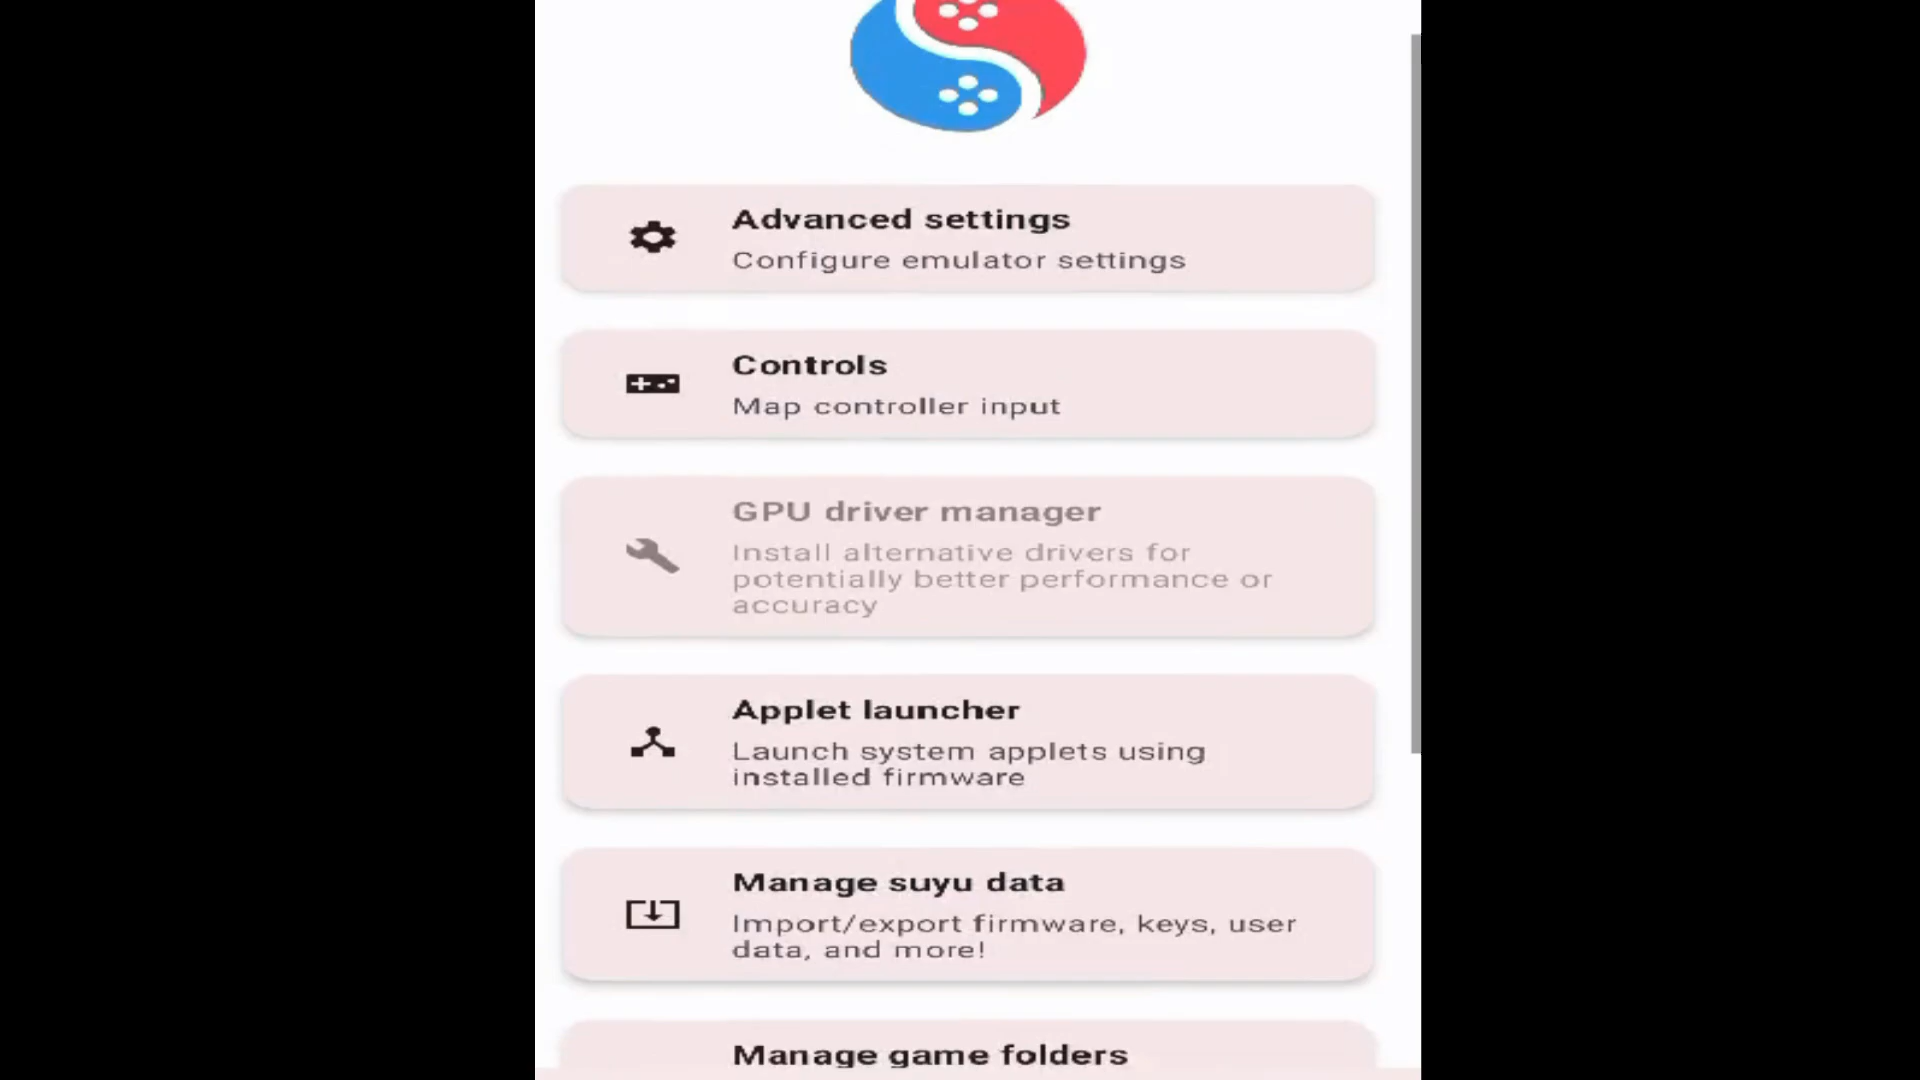 Advanced settings
Configure emulator settings
Controls
Map controller input
GPU driver manager
Install alternative drivers for
potentially better performance or
accuracy
Applet launcher
Launch system applets using
installed firmware
Manage suyu data
Import/export firmware, keys, user
data, and more!
Manage game folders